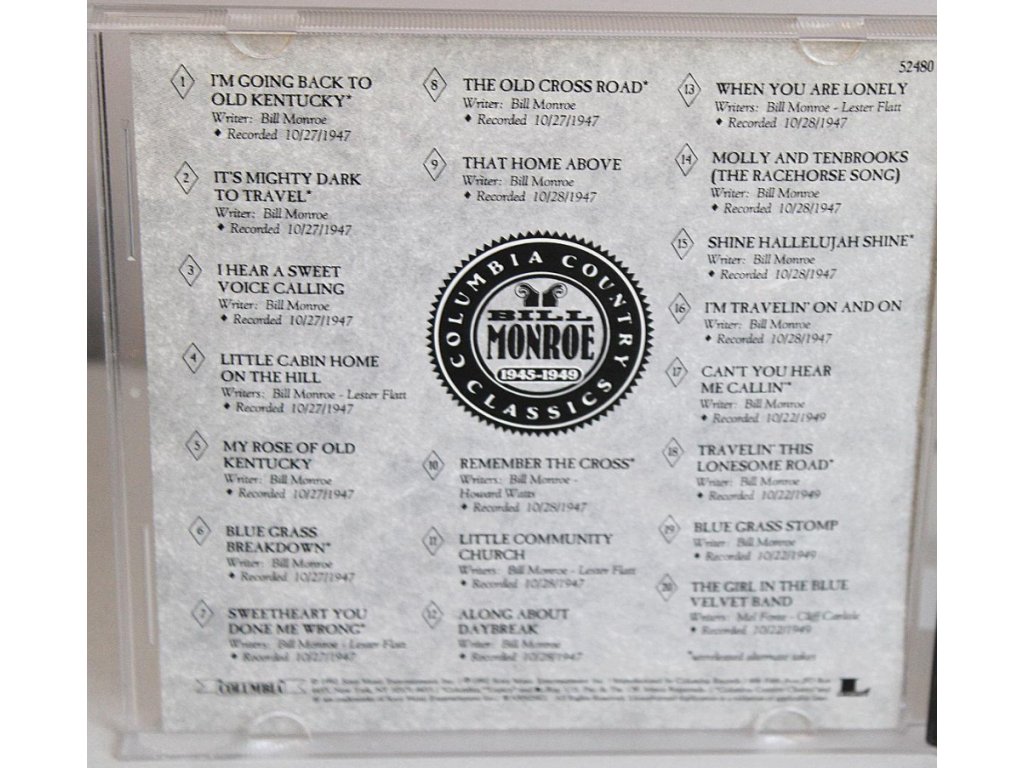 52480
1
I'M GOING BACK TO
OLD KENTUCKY*
Writer: Bill Monroe
♦ Recorded 10/27/1947
2
IT'S MIGHTY DARK
TO TRAVEL*
Writer: Bill Monroe
♦ Recorded 10/27/1947
3
I HEAR A SWEET
VOICE CALLING
Writer: Bill Monroe
♦ Recorded 10/27/1947
4
LITTLE CABIN HOME
ON THE HILL
Writers: Bill Monroe - Lester Flatt
♦ Recorded 10/27/1947
5
MY ROSE OF OLD
KENTUCKY
Writer: Bill Monroe
♦ Recorded 10/27/1947
6
BLUE GRASS
BREAKDOWN*
Writer: Bill Monroe
♦ Recorded 10/27/1947
7
SWEETHEART YOU
DONE ME WRONG*
Writers: Bill Monroe - Lester Flatt
♦ Recorded 10/27/1947
8
THE OLD CROSS ROAD*
Writer: Bill Monroe
♦ Recorded 10/27/1947
9
THAT HOME ABOVE
Writer: Bill Monroe
♦ Recorded 10/28/1947
COLUMBIA COUNTRY
BILL
MONROE
1945-1949
CLASSICS
10
REMEMBER THE CROSS*
Writers: Bill Monroe -
Howard Watts
♦ Recorded 10/28/1947
11
LITTLE COMMUNITY
CHURCH
Writers: Bill Monroe - Lester Flatt
♦ Recorded 10/28/1947
12
ALONG ABOUT
DAYBREAK
Writer: Bill Monroe
♦ Recorded 10/28/1947
13
WHEN YOU ARE LONELY
Writers: Bill Monroe - Lester Flatt
♦ Recorded 10/28/1947
14
MOLLY AND TENBROOKS
(THE RACEHORSE SONG)
Writer: Bill Monroe
♦ Recorded 10/28/1947
15
SHINE HALLELUJAH SHINE*
Writer: Bill Monroe
♦ Recorded 10/28/1947
16
I'M TRAVELIN' ON AND ON
Writer: Bill Monroe
♦ Recorded 10/28/1947
17
CAN'T YOU HEAR
ME CALLIN'*
Writer: Bill Monroe
♦ Recorded 10/22/1949
18
TRAVELIN' THIS
LONESOME ROAD*
Writer: Bill Monroe
♦ Recorded 10/22/1949
19
BLUE GRASS STOMP
Writer: Bill Monroe
♦ Recorded 10/22/1949
20
THE GIRL IN THE BLUE
VELVET BAND
Writers: Mel Foree - Cliff Carlisle
♦ Recorded 10/22/1949
*unreleased alternate takes
COLUMBIA